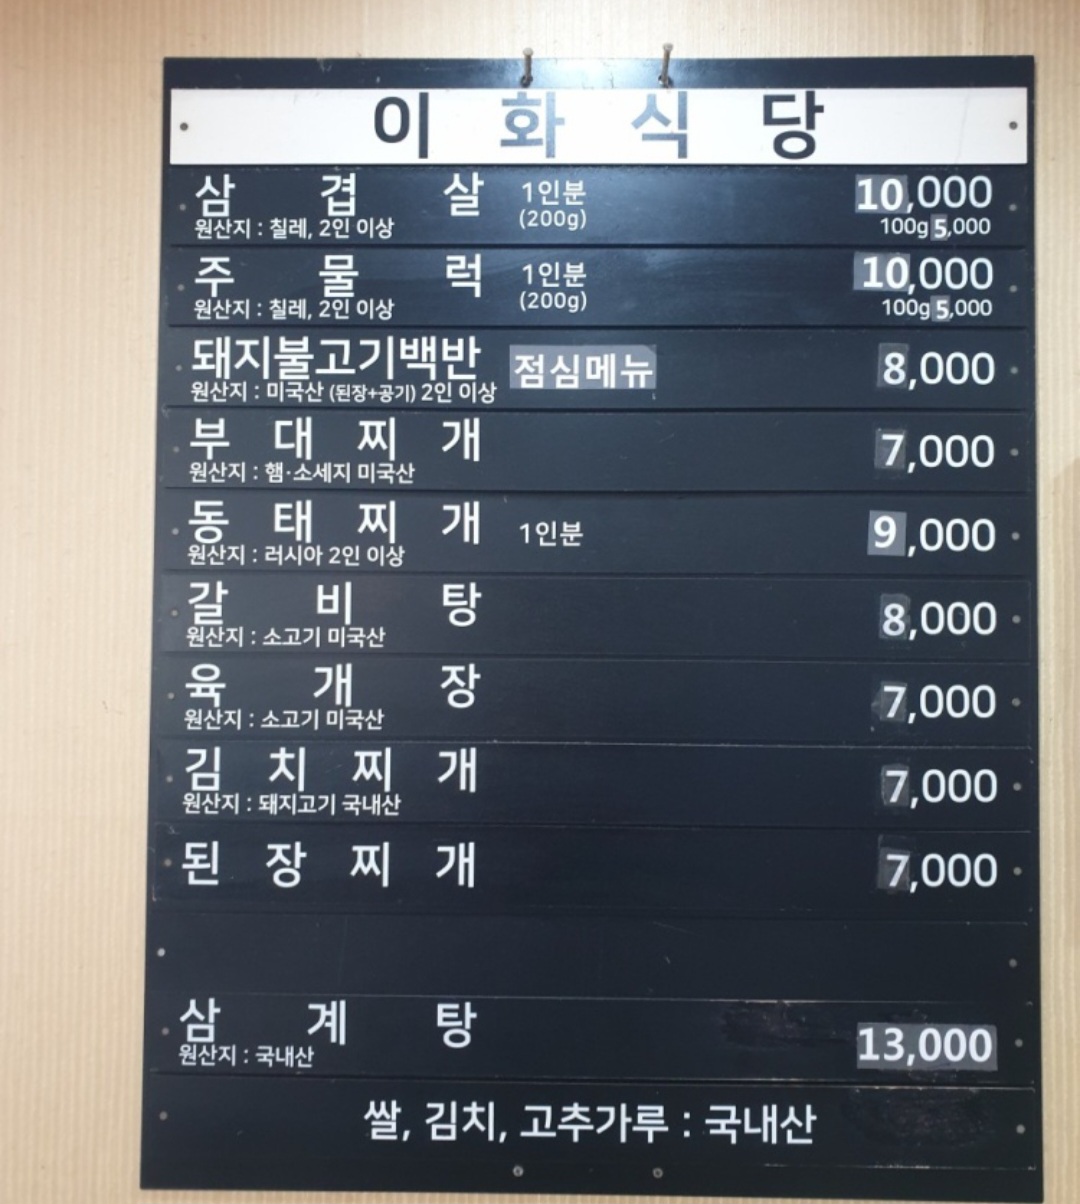 이화식당
삼겹살 1인분 (200g) 10,000
원산지 : 칠레, 2인 이상 100g 5,000
주물럭 1인분 (200g) 10,000
원산지 : 칠레, 2인 이상 100g 5,000
돼지불고기백반 점심메뉴 8,000
원산지 : 미국산 (된장+공기) 2인 이상
부대찌개 7,000
원산지 : 햄·소세지 미국산
동태찌개 1인분 9,000
원산지 : 러시아 2인 이상
갈비탕 8,000
원산지 : 소고기 미국산
육개장 7,000
원산지 : 소고기 미국산
김치찌개 7,000
원산지 : 돼지고기 국내산
된장찌개 7,000
삼계탕 13,000
원산지 : 국내산
쌀, 김치, 고추가루 : 국내산